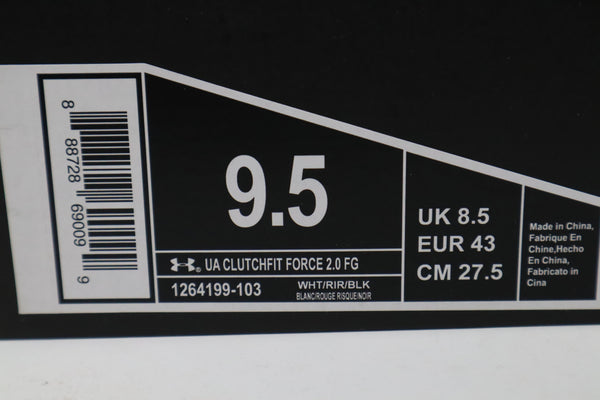 8 88728 69009 9
9.5
UA CLUTCHFIT FORCE 2.0 FG
1264199-103
WHT/RIR/BLK
BLANC/ROUGE RISQUE/NOIR
UK 8.5
EUR 43
CM 27.5
Made in China,
Fabrique En
Chine,Hecho
En China,
Fabricato in
Cina